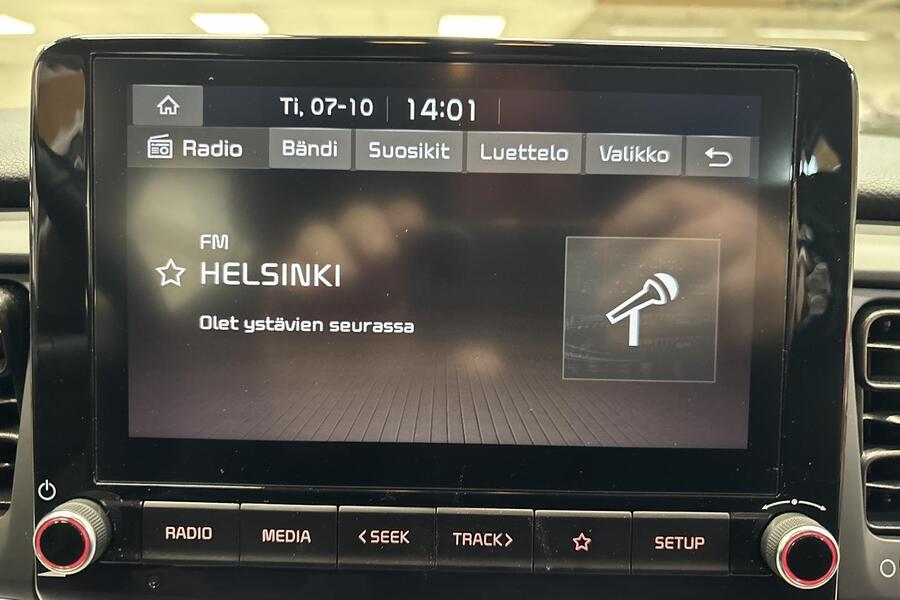 Ti, 07-10 14:01
Radio Bändi Suosikit Luettelo Valikko
FM
HELSINKI
Olet ystävien seurassa
RADIO MEDIA <SEEK TRACK> SETUP